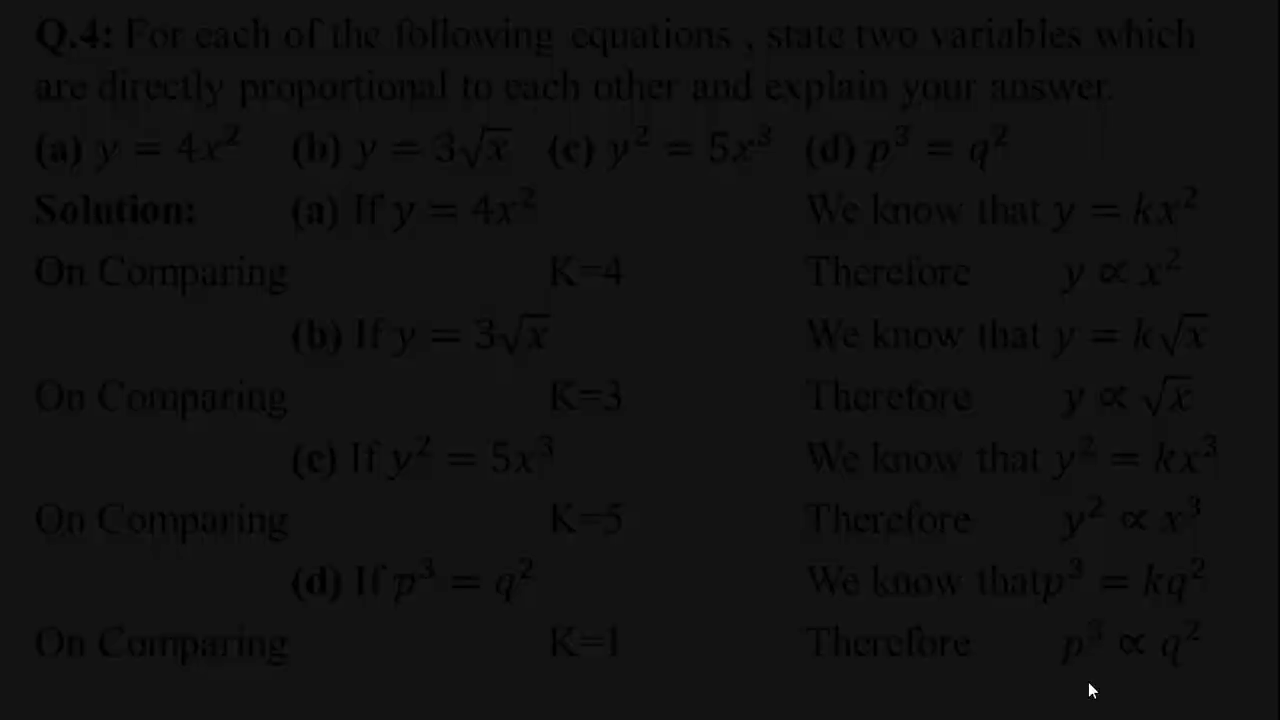 Q.4: For each of the following equations , state two variables which
are directly proportional to each other and explain your answer.
(a) y = 4x² (b) y = 3√x (c) y² = 5x³ (d) p³ = q²
Solution: (a) If y = 4x² We know that y = kx²
On Comparing K=4 Therefore y ∝ x²
(b) If y = 3√x We know that y = k√x
On Comparing K=3 Therefore y ∝ √x
(c) If y² = 5x³ We know that y² = kx³
On Comparing K=5 Therefore y² ∝ x³
(d) If p³ = q² We know thatp³ = kq²
On Comparing K=1 Therefore p³ ∝ q²